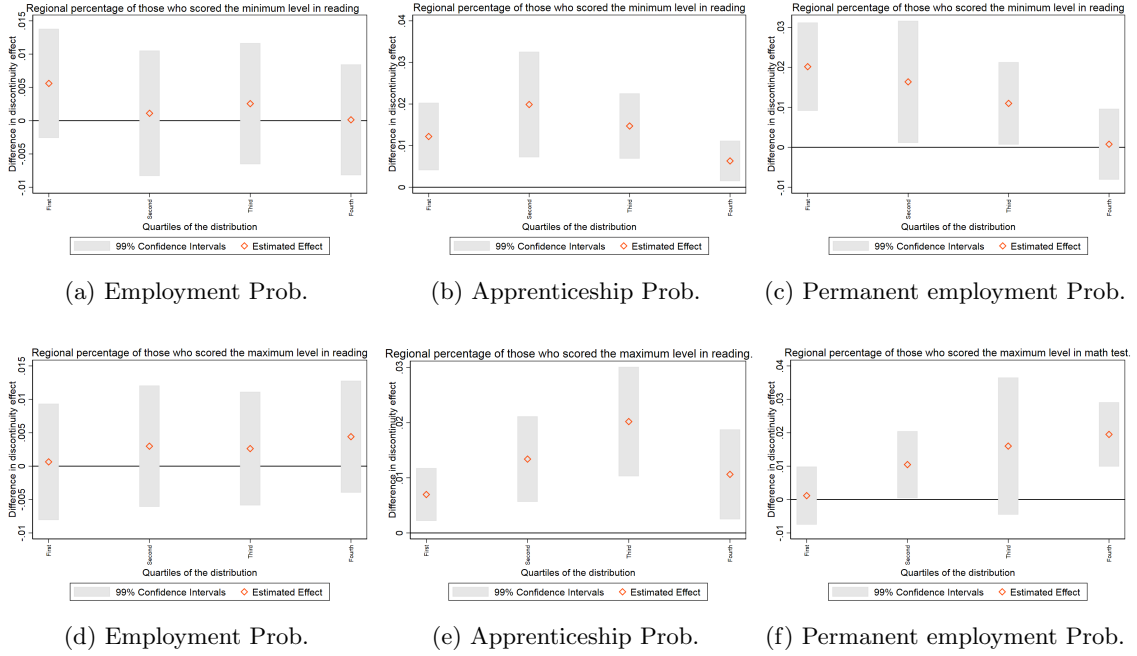 Regional percentage of those who scored the minimum level in reading
Difference in discontinuity effect
.015
.01
.005
0
-.005
-.01
First
Second
Third
Fourth
Quartiles of the distribution
99% Confidence Intervals
Estimated Effect
(a) Employment Prob.
Regional percentage of those who scored the minimum level in reading
Difference in discontinuity effect
.04
.03
.02
.01
0
First
Second
Third
Fourth
Quartiles of the distribution
99% Confidence Intervals
Estimated Effect
(b) Apprenticeship Prob.
Regional percentage of those who scored the minimum level in reading
Difference in discontinuity effect
.03
.02
.01
0
-.01
First
Second
Third
Fourth
Quartiles of the distribution
99% Confidence Intervals
Estimated Effect
(c) Permanent employment Prob.
Regional percentage of those who scored the maximum level in reading
Difference in discontinuity effect
.015
.01
.005
0
-.005
-.01
First
Second
Third
Fourth
Quartiles of the distribution
99% Confidence Intervals
Estimated Effect
(d) Employment Prob.
Regional percentage of those who scored the maximum level in reading.
Difference in discontinuity effect
.03
.02
.01
0
First
Second
Third
Fourth
Quartiles of the distribution
99% Confidence Intervals
Estimated Effect
(e) Apprenticeship Prob.
Regional percentage of those who scored the maximum level in math test.
Difference in discontinuity effect
.04
.03
.02
.01
0
-.01
First
Second
Third
Fourth
Quartiles of the distribution
99% Confidence Intervals
Estimated Effect
(f) Permanent employment Prob.